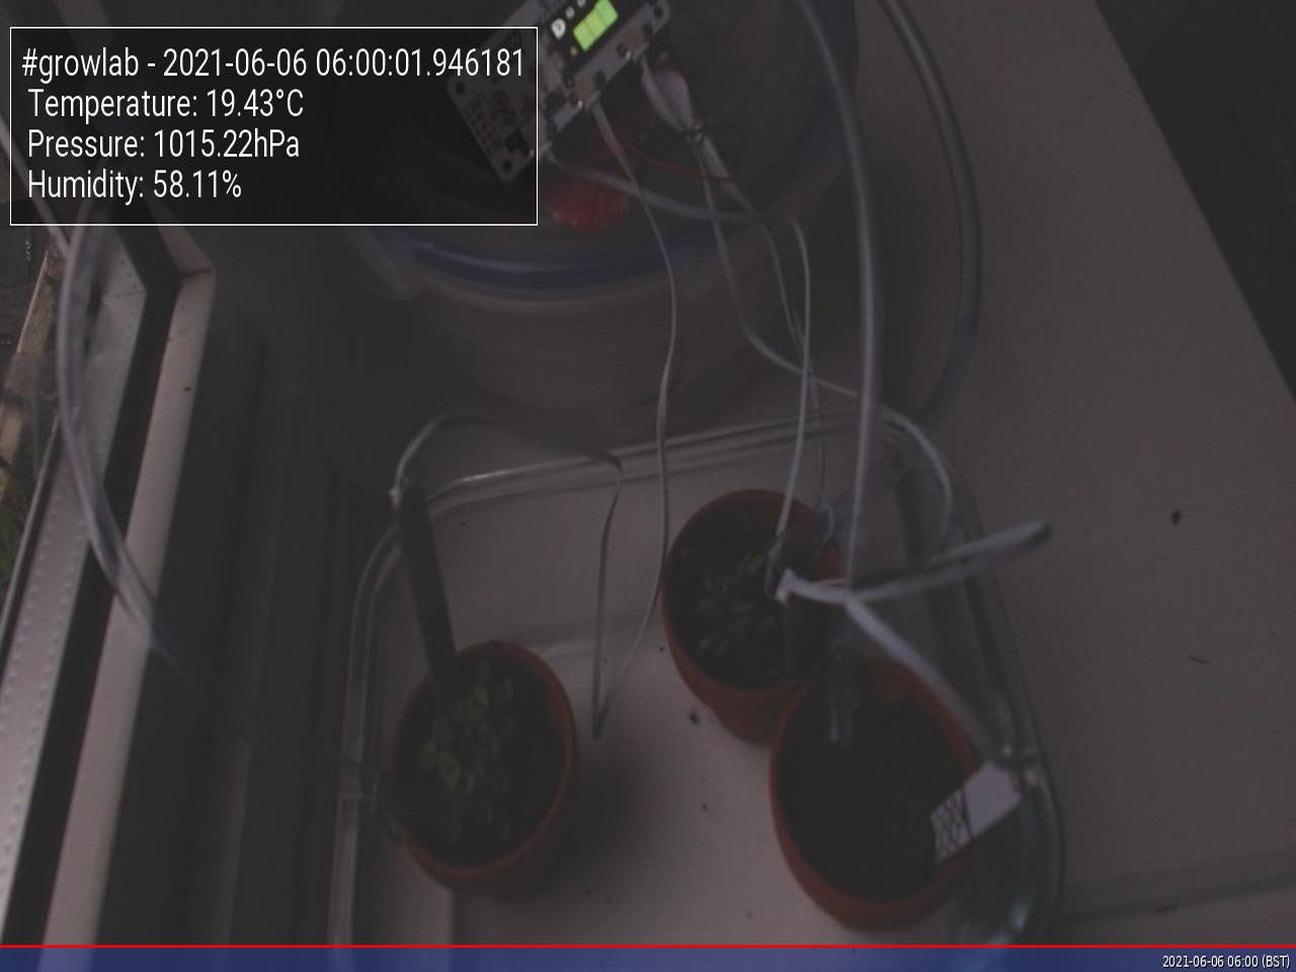 #growlab - 2021-06-06 06:00:01.946181
Temperature: 19.43°C
Pressure: 1015.22hPa
Humidity: 58.11%
2021-06-06 06:00 (BST)